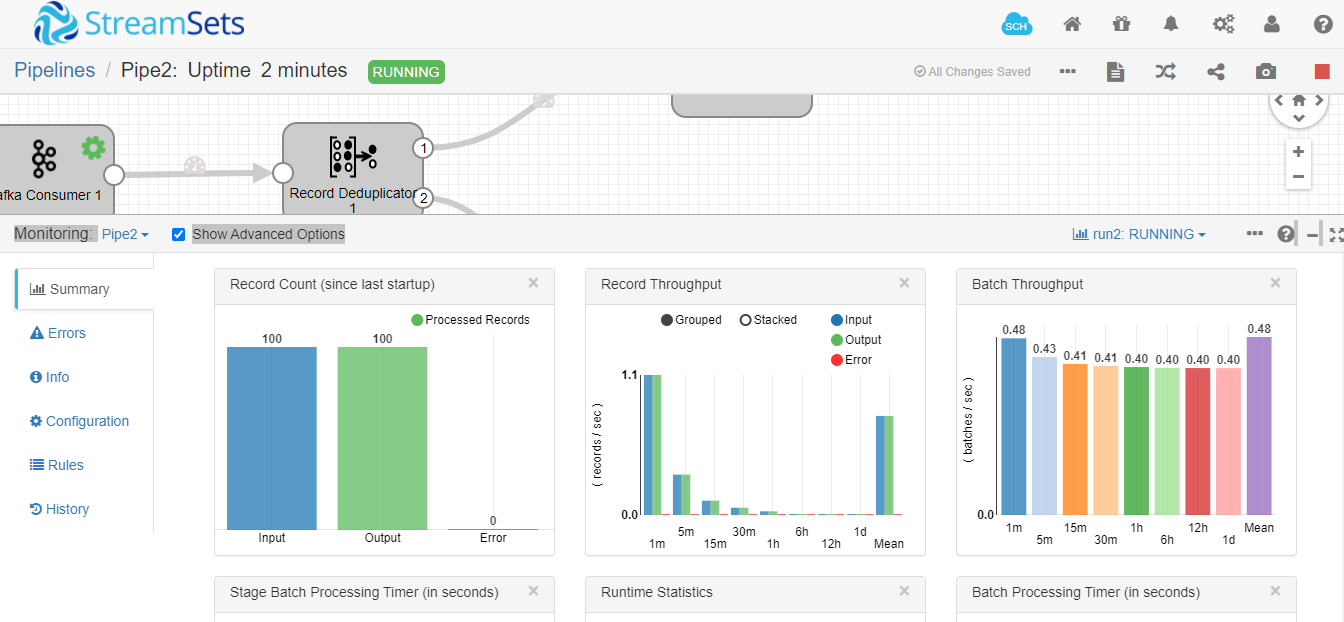 StreamSets
SCH
Pipelines / Pipe2: Uptime 2 minutes RUNNING
All Changes Saved
1
afka Consumer 1
Record Deduplicator
1
2
Monitoring: Pipe2
Show Advanced Options
run2: RUNNING
Summary
Errors
Info
Configuration
Rules
History
Record Count (since last startup)
Processed Records
100 100 0
Input Output Error
Record Throughput
Grouped Stacked Input
Output
Error
1.1
( records / sec )
0.0
1m 5m 15m 30m 1h 6h 12h 1d Mean
Batch Throughput
0.48 0.43 0.41 0.41 0.40 0.40 0.40 0.40 0.48
( batches / sec )
0.0
1m 5m 15m 30m 1h 6h 12h 1d Mean
Stage Batch Processing Timer (in seconds)
Runtime Statistics
Batch Processing Timer (in seconds)